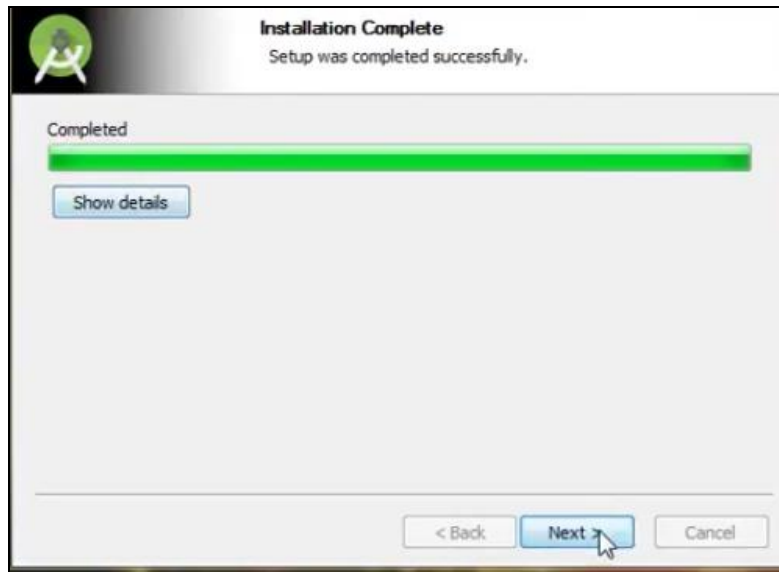 Installation Complete
Setup was completed successfully.
Completed
Show details
< Back Next > Cancel